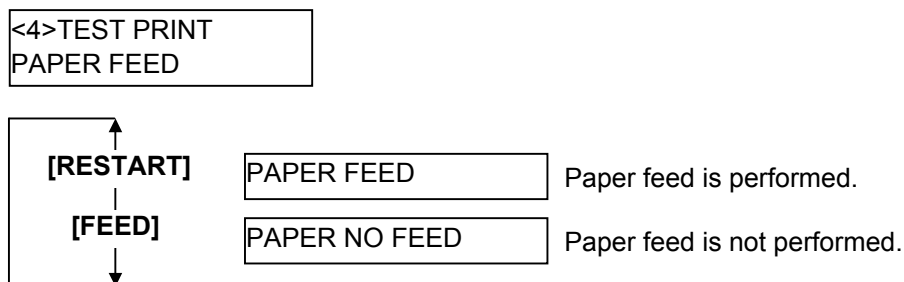 <4>TEST PRINT
PAPER FEED
[RESTART]
PAPER FEED
Paper feed is performed.
[FEED]
PAPER NO FEED
Paper feed is not performed.